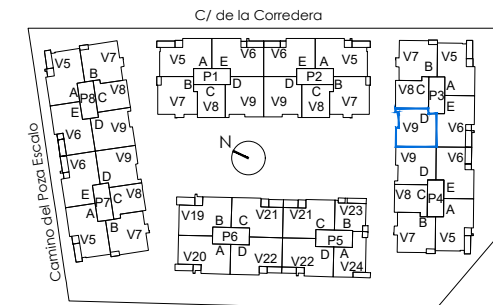 C/ de la Corredera
Camino del Poza Escalo
V5
V7
B
A
P8
C
V8
E
D
V6
V9
V6
V9
D
E
P7
C
V8
A
B
V5
V7
V5
A
E
V6
V6
E
A
V5
P1
P2
B
C
D
D
C
B
V7
V8
V9
V9
V8
V7
N
V7
V5
B
V8
C
P3
A
D
E
V9
V6
V9
V6
D
E
V8
C
P4
A
B
V7
V5
V19
V21
V21
V23
B
C
C
B
P6
P5
A
D
D
A
V20
V22
V22
V24